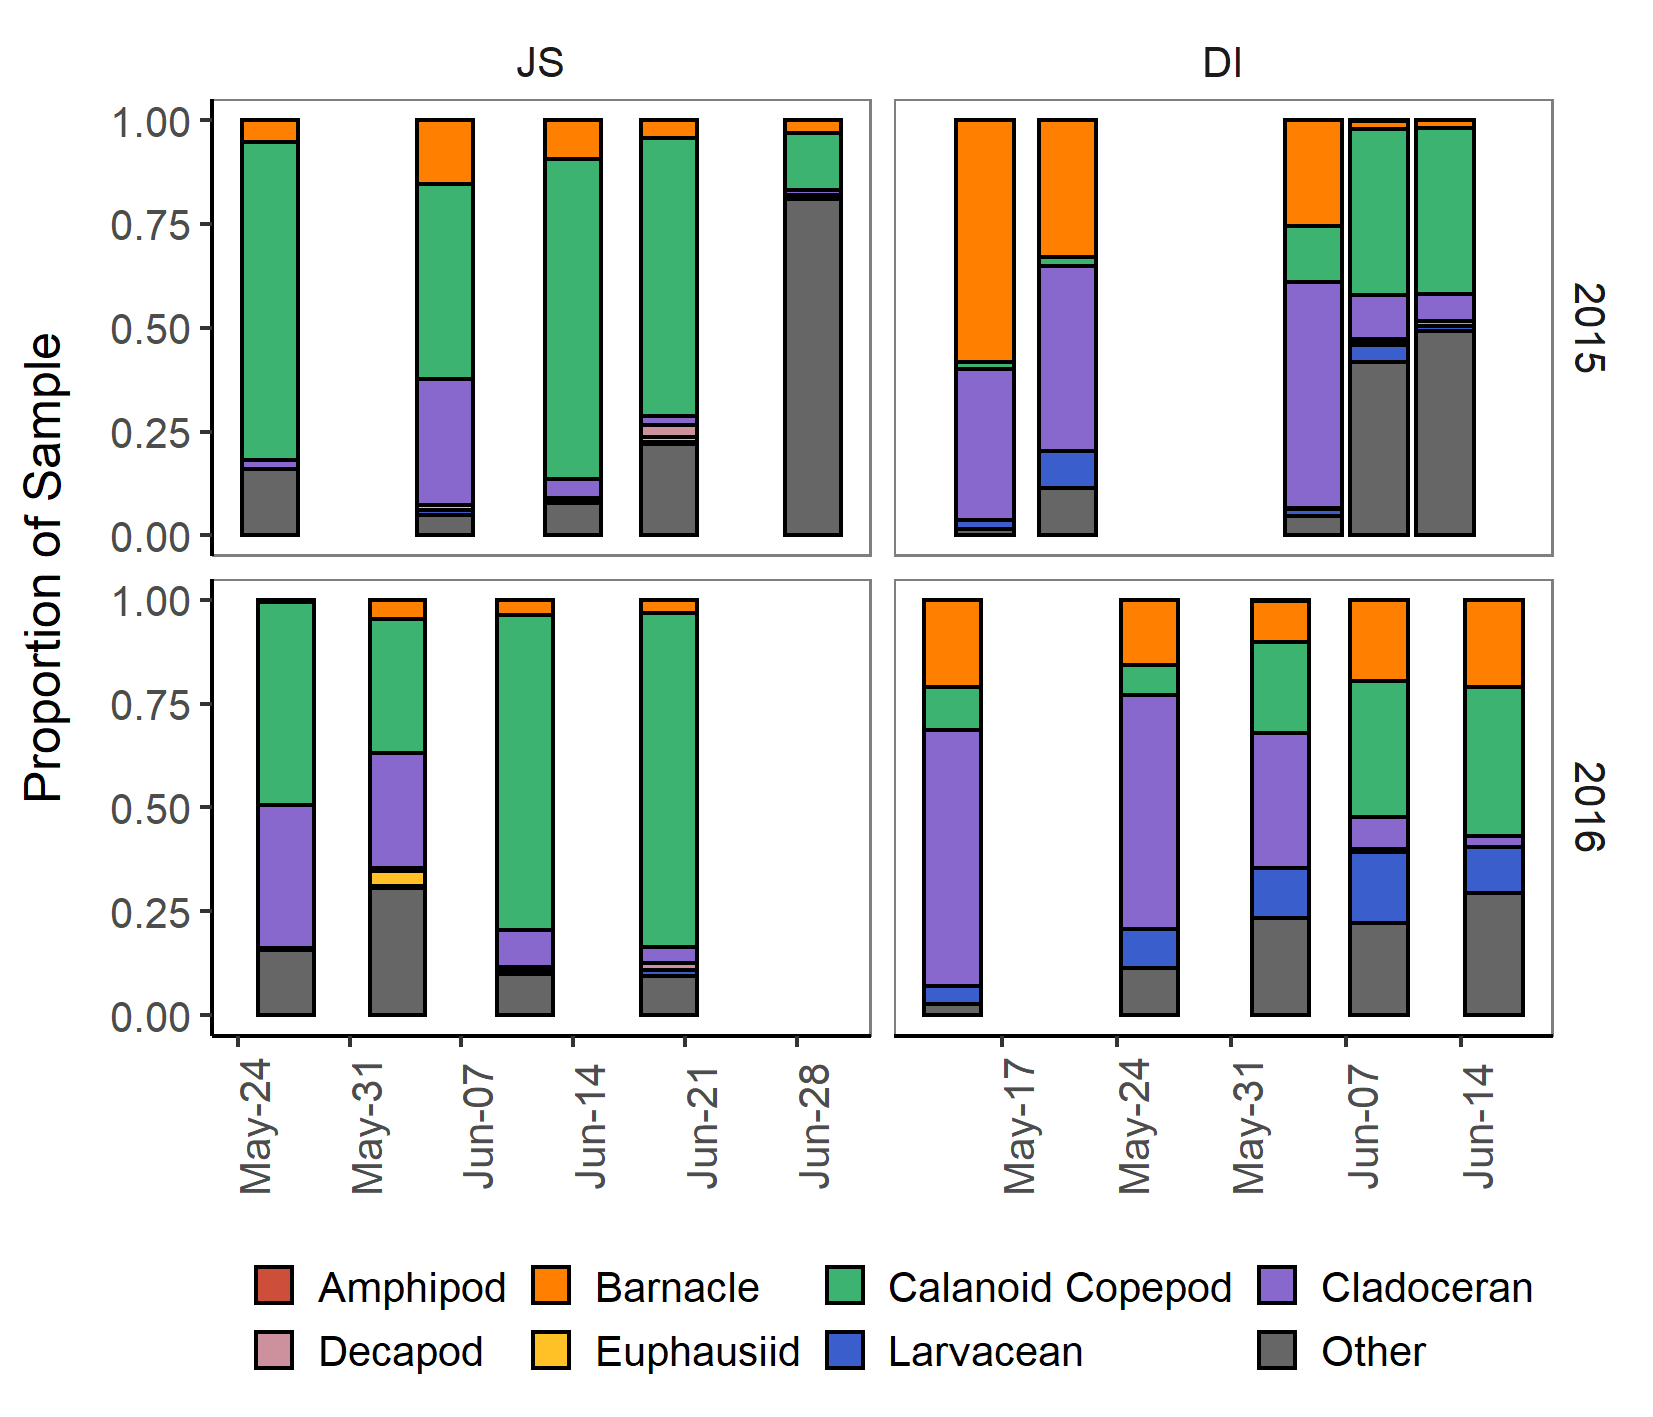 JS
DI
Proportion of Sample
1.00
0.75
0.50
0.25
0.00
2015
1.00
0.75
0.50
0.25
0.00
2016
May-24
May-31
Jun-07
Jun-14
Jun-21
Jun-28
May-17
May-24
May-31
Jun-07
Jun-14
Amphipod
Barnacle
Calanoid Copepod
Cladoceran
Decapod
Euphausiid
Larvacean
Other